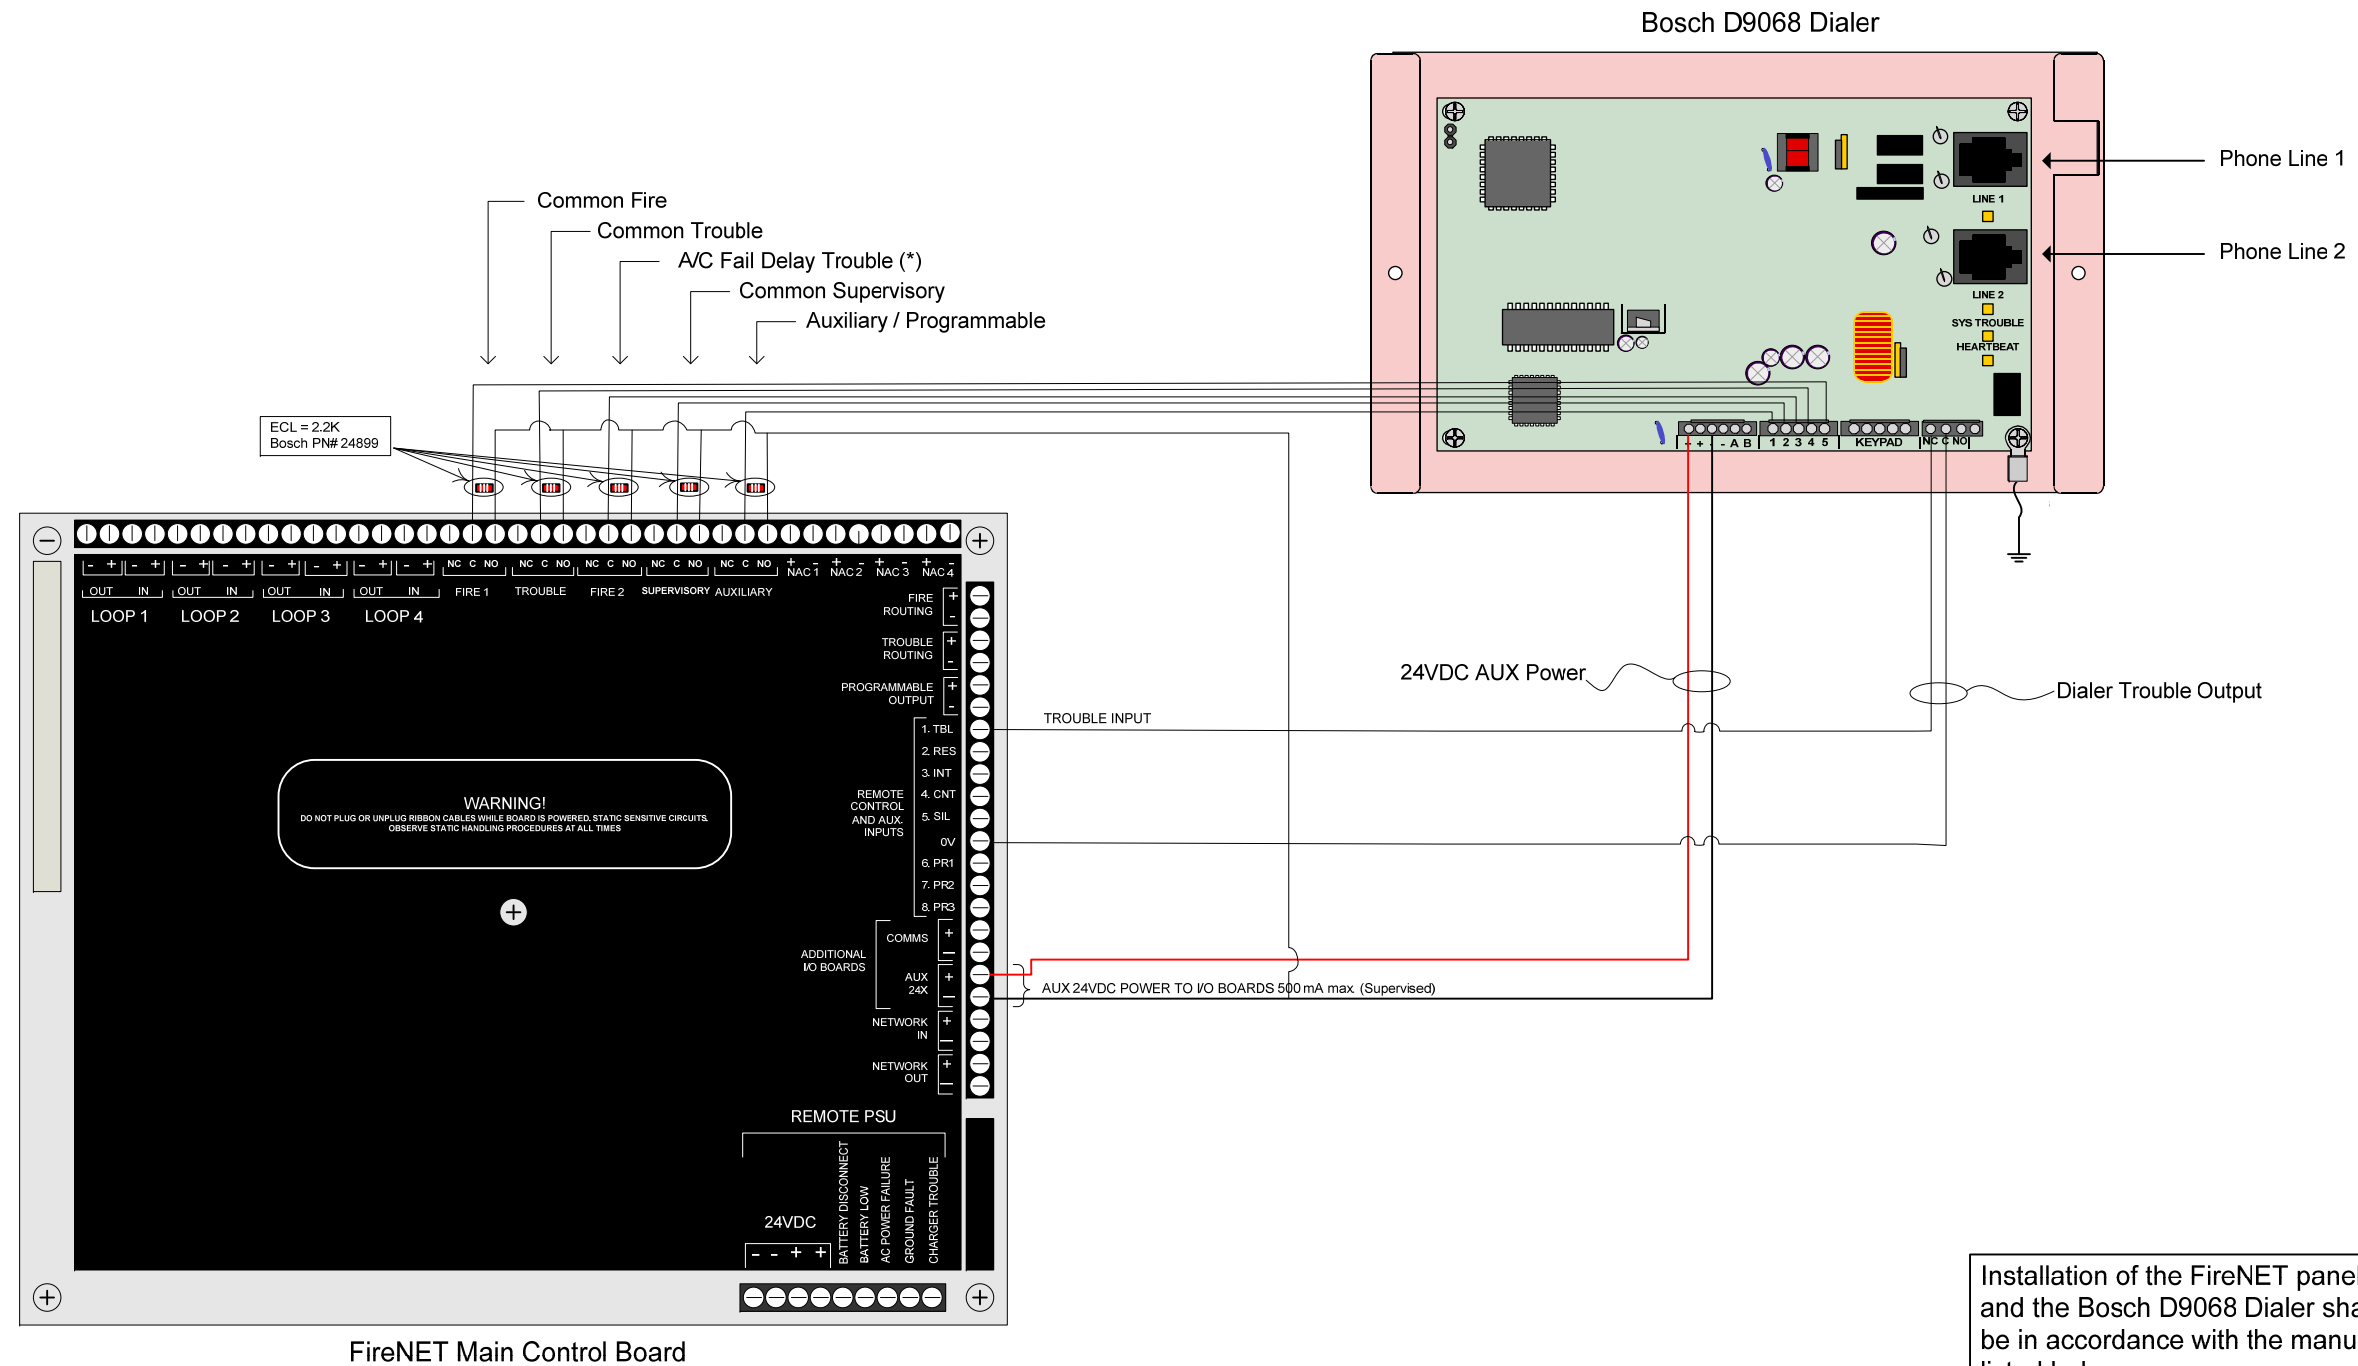 Bosch D9068 Dialer
Phone Line 1
LINE 1
Phone Line 2
LINE 2
SYS TROUBLE
HEARTBEAT
+ - A B
1 2 3 4 5
KEYPAD
NC C NO
Common Fire
Common Trouble
A/C Fail Delay Trouble (*)
Common Supervisory
Auxiliary / Programmable
ECL = 2.2K
Bosch PN# 24899
- + - + - + - + - + - + - + - +
NC C NO NC C NO NC C NO NC C NO NC C NO
+ - + - + - + -
NAC 1 NAC 2 NAC 3 NAC 4
OUT IN OUT IN OUT IN OUT IN
FIRE 1 TROUBLE FIRE 2 SUPERVISORY AUXILIARY
LOOP 1 LOOP 2 LOOP 3 LOOP 4
FIRE
ROUTING
+
-
TROUBLE
ROUTING
+
-
PROGRAMMABLE
OUTPUT
+
-
1. TBL
2. RES
3. INT
4. CNT
5. SIL
0V
6. PR1
7. PR2
8. PR3
REMOTE
CONTROL
AND AUX.
INPUTS
TROUBLE INPUT
24VDC AUX Power
Dialer Trouble Output
WARNING!
DO NOT PLUG OR UNPLUG RIBBON CABLES WHILE BOARD IS POWERED. STATIC SENSITIVE CIRCUITS.
OBSERVE STATIC HANDLING PROCEDURES AT ALL TIMES
ADDITIONAL
I/O BOARDS
COMMS
+
-
AUX
24X
+
-
AUX 24VDC POWER TO I/O BOARDS 500 mA max. (Supervised)
NETWORK
IN
+
-
NETWORK
OUT
+
-
REMOTE PSU
24VDC
- - + +
BATTERY DISCONNECT
BATTERY LOW
AC POWER FAILURE
GROUND FAULT
CHARGER TROUBLE
FireNET Main Control Board
Installation of the FireNET panel
and the Bosch D9068 Dialer sha
be in accordance with the manu